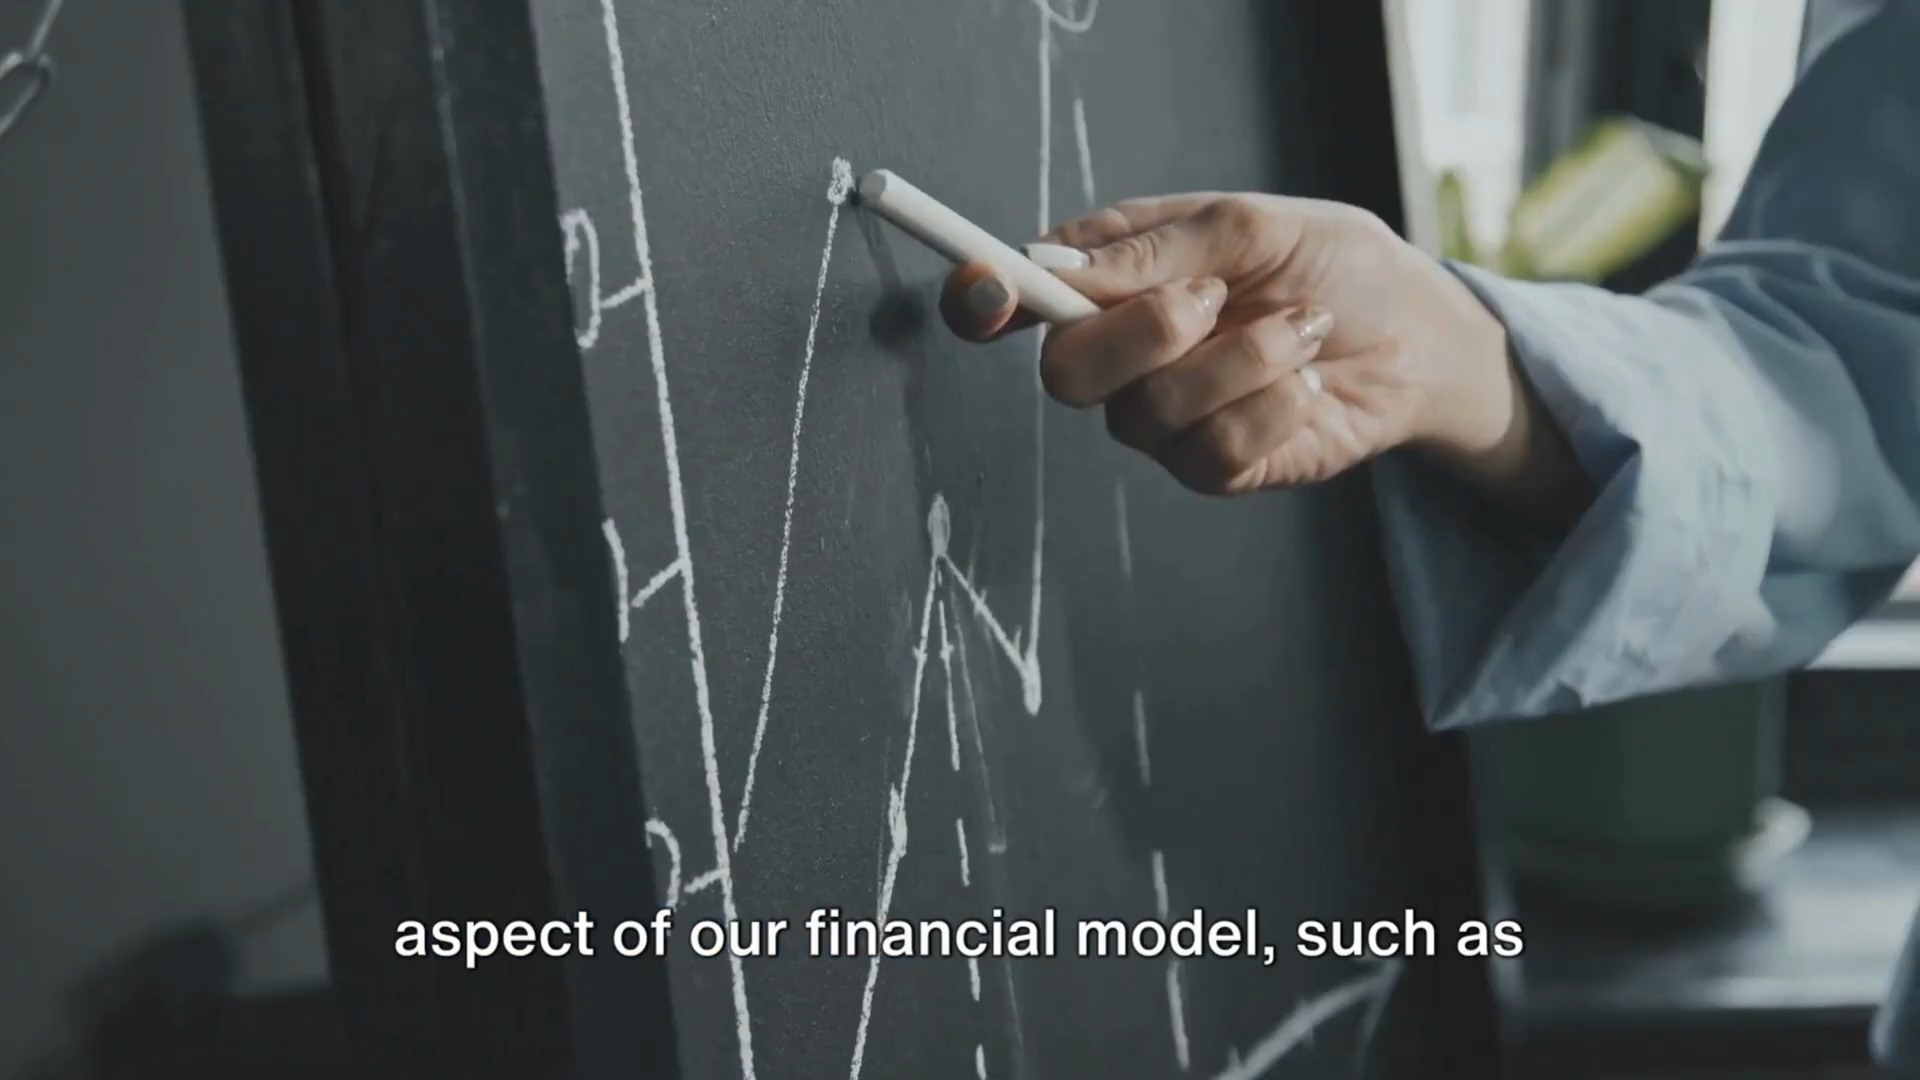 aspect of our financial model, such as